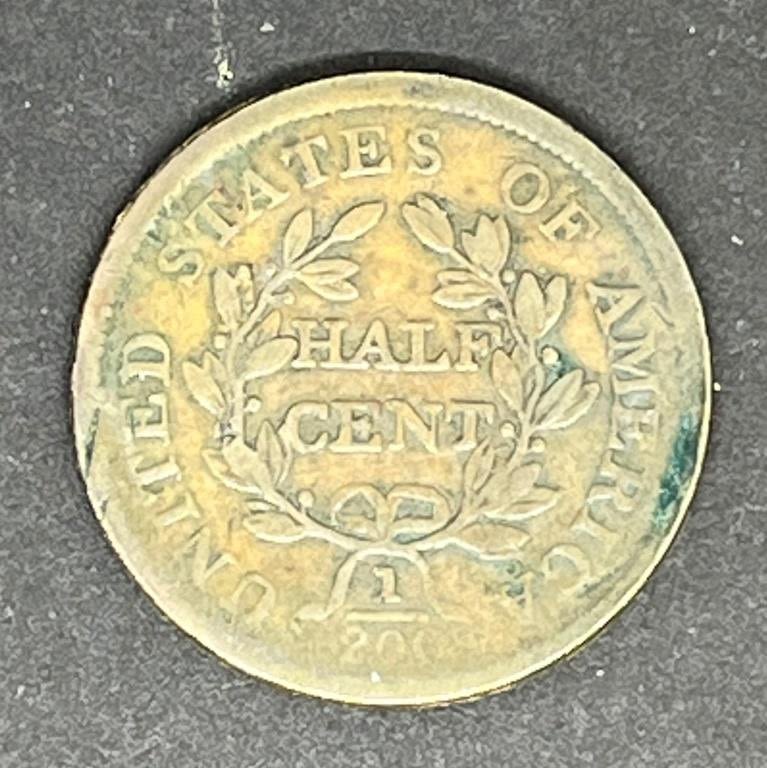 UNITED STATES OF AMERICA
HALF
CENT
1
200